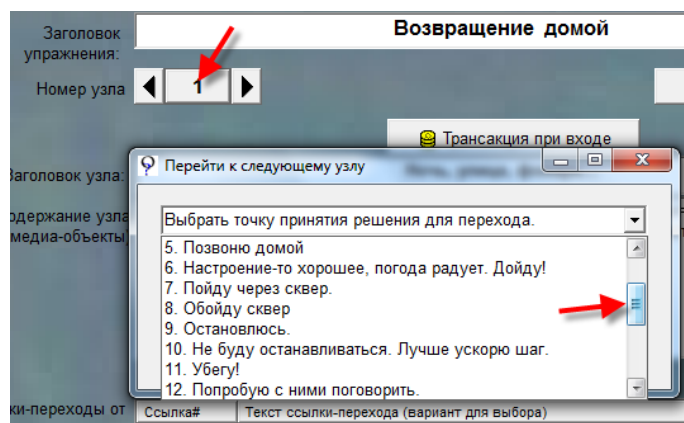 Заголовок упражнения:
Возвращение домой
Номер узла
1
Трансакция при входе
Заголовок узла:
Перейти к следующему узлу
одержание узла
медиа-объекты
Выбрать точку принятия решения для перехода.
5. Позвоню домой
6. Настроение-то хорошее, погода радует. Дойду!
7. Пойду через сквер.
8. Обойду сквер
9. Остановлюсь.
10. Не буду останавливаться. Лучше ускорю шаг.
11. Убегу!
12. Попробую с ними поговорить.
ки-переходы от
Ссылка#
Текст ссылки-перехода (вариант для выбора)